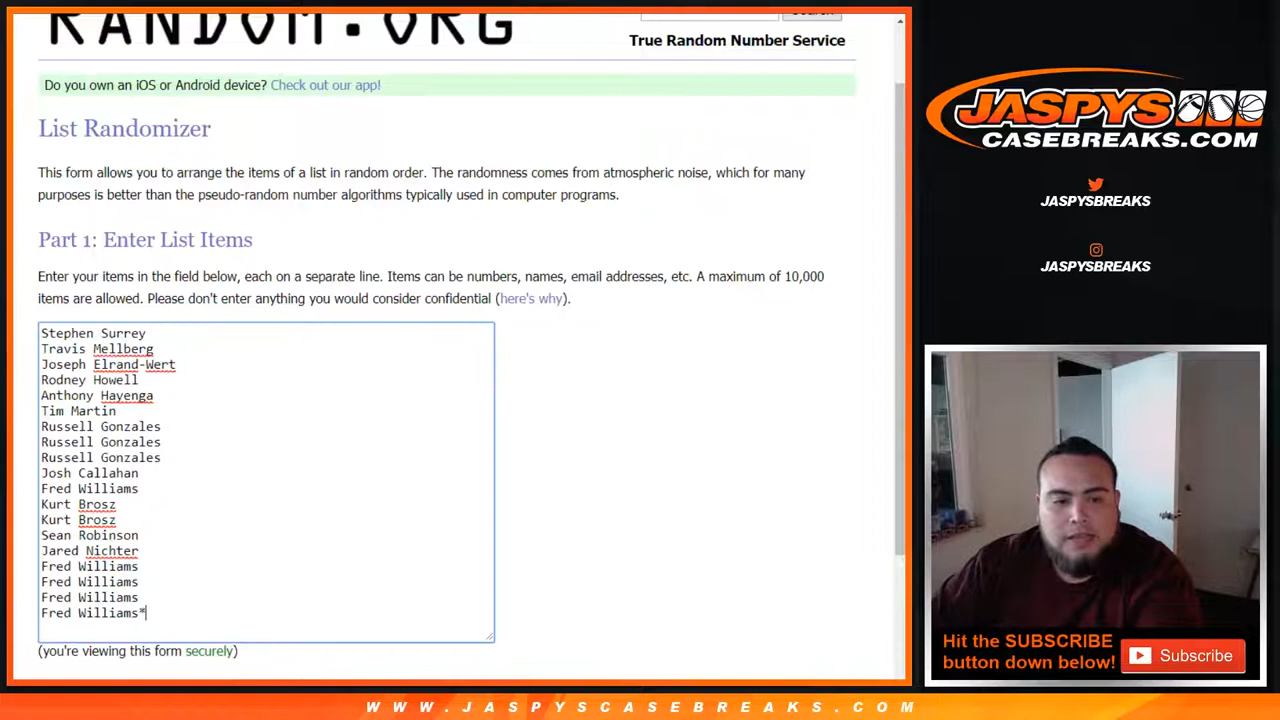 RANDOM.ORG
Search
True Random Number Service
Do you own an iOS or Android device? Check out our app!
List Randomizer
This form allows you to arrange the items of a list in random order. The randomness comes from atmospheric noise, which for many
purposes is better than the pseudo-random number algorithms typically used in computer programs.
Part 1: Enter List Items
Enter your items in the field below, each on a separate line. Items can be numbers, names, email addresses, etc. A maximum of 10,000
items are allowed. Please don't enter anything you would consider confidential (here's why).
Stephen Surrey
Travis Mellberg
Joseph Elrand-Wert
Rodney Howell
Anthony Hayenga
Tim Martin
Russell Gonzales
Russell Gonzales
Russell Gonzales
Josh Callahan
Fred Williams
Kurt Brosz
Kurt Brosz
Sean Robinson
Jared Nichter
Fred Williams
Fred Williams
Fred Williams
Fred Williams*
(you're viewing this form securely)
JASPYS
CASEBREAKS.COM
JASPYSBREAKS
JASPYSBREAKS
Hit the SUBSCRIBE
button down below!
Subscribe
WWW.JASPYSCASEBREAKS.COM